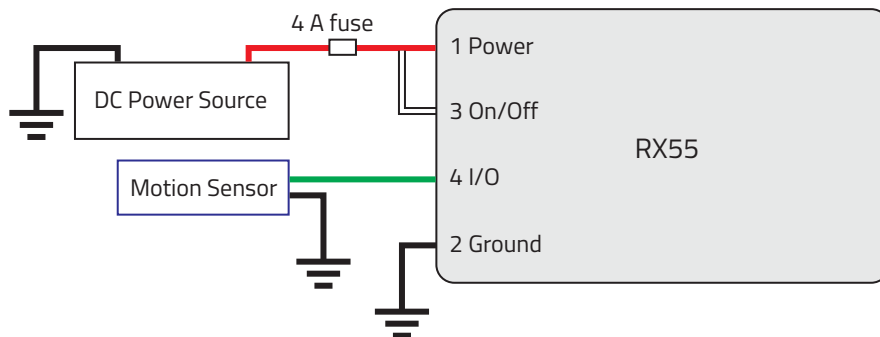 4 A fuse
1 Power
DC Power Source
3 On/Off
RX55
Motion Sensor
4 I/O
2 Ground